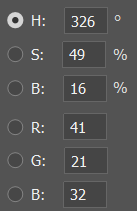 H: 326 °
S: 49 %
B: 16 %
R: 41
G: 21
B: 32